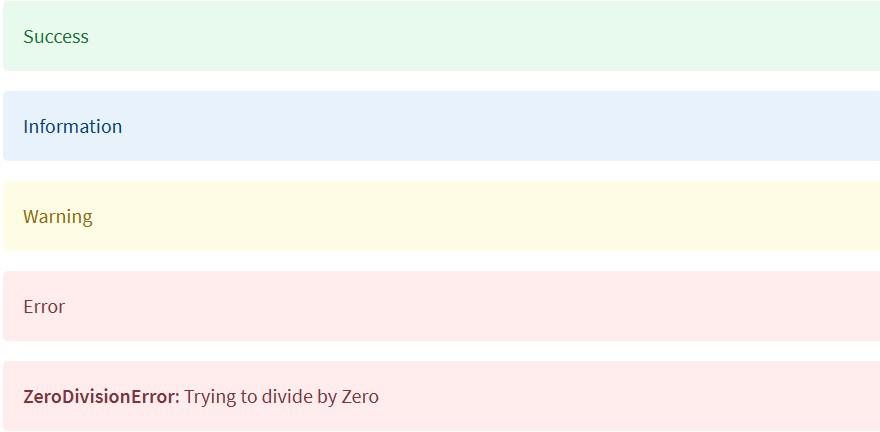 Success
Information
Warning
Error
ZeroDivisionError: Trying to divide by Zero